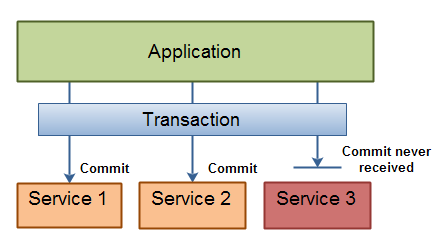 Application
Transaction
Commit
Commit
Commit never
received
Service 1
Service 2
Service 3